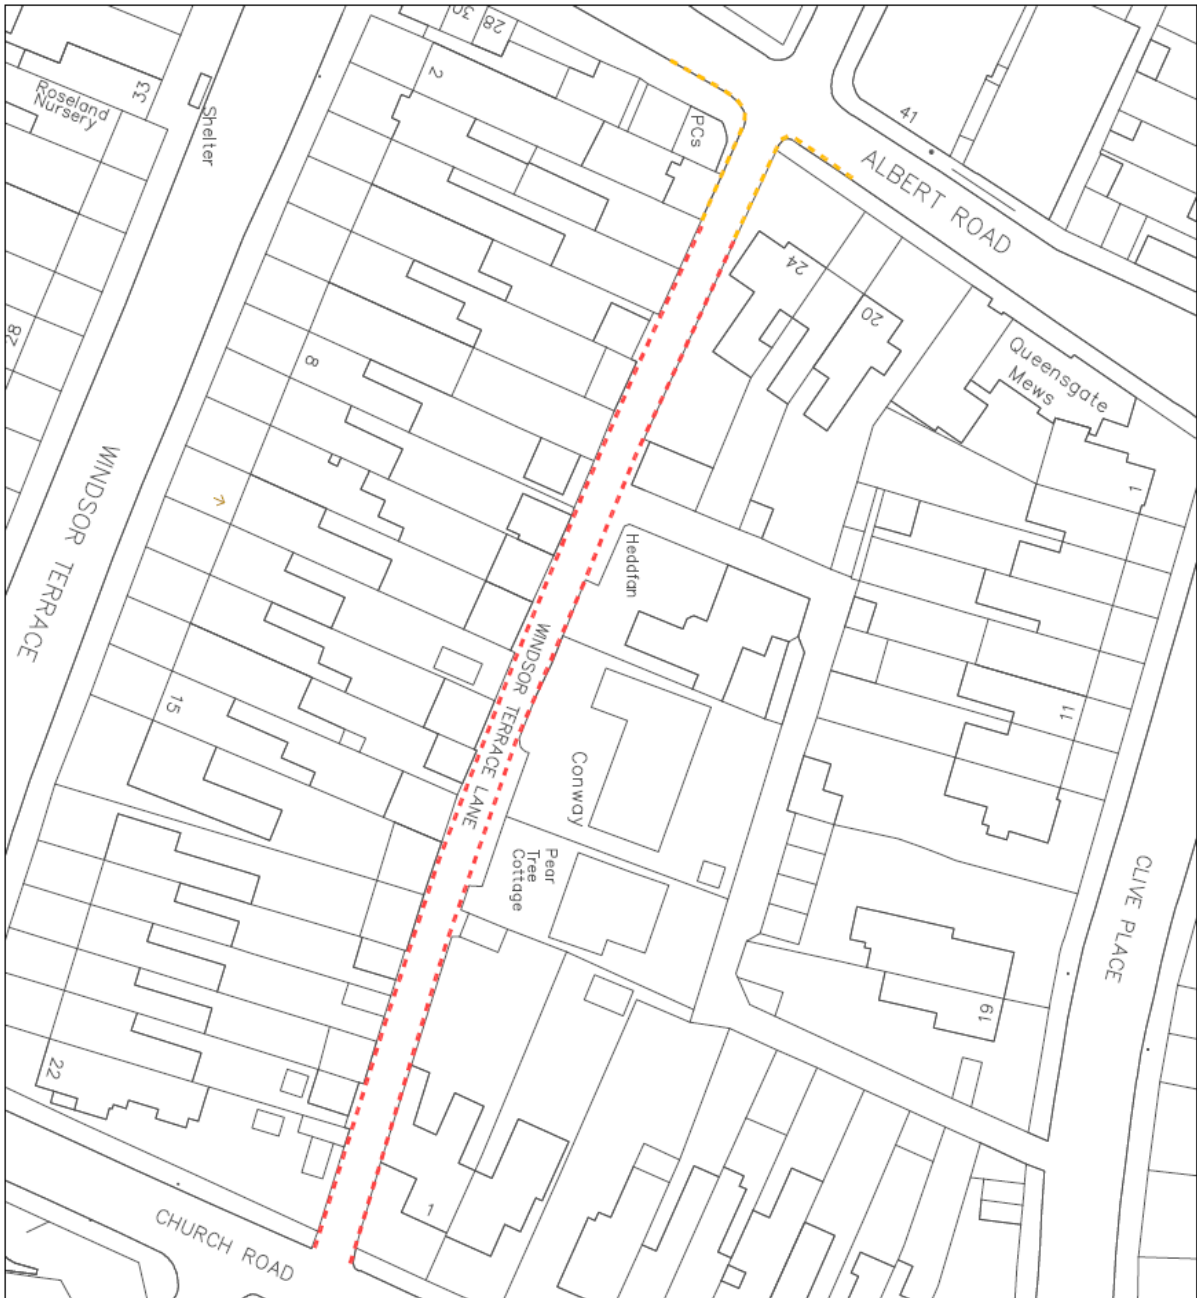 30
28
2
33
Roseland
Nursery
Shelter
PCs
41
ALBERT ROAD
24
20
Queensgate
Mews
1
8
28
WINDSOR TERRACE
Heddfan
WINDSOR TERRACE LANE
15
11
Conway
Pear
Tree
Cottage
CLIVE PLACE
19
22
1
CHURCH ROAD